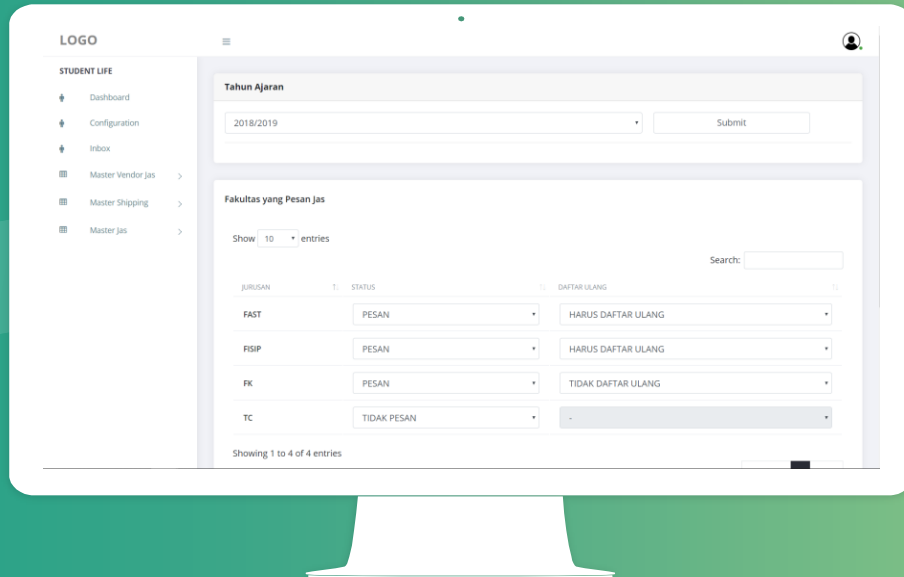 LOGO
STUDENT LIFE
Dashboard
Configuration
Inbox
Master Vendor Jas
Master Shipping
Master Jas
Tahun Ajaran
2018/2019 Submit
Fakultas yang Pesan Jas
Show 10 entries
Search:
JURUSAN STATUS DAFTAR ULANG
FAST PESAN HARUS DAFTAR ULANG
FISIP PESAN HARUS DAFTAR ULANG
FK PESAN TIDAK DAFTAR ULANG
TC TIDAK PESAN -
Showing 1 to 4 of 4 entries